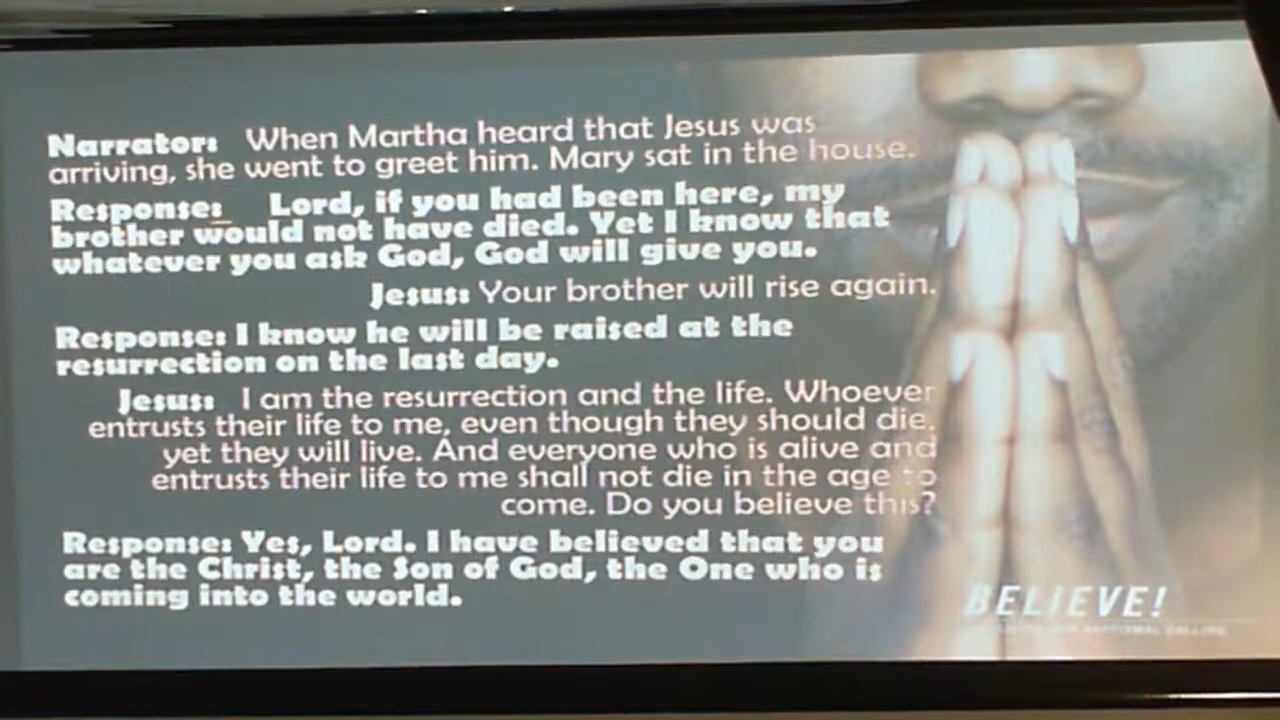 Narrator: When Martha heard that Jesus was
arriving, she went to greet him. Mary sat in the house.
Response: Lord, if you had been here, my
brother would not have died. Yet I know that
whatever you ask God, God will give you.
Jesus: Your brother will rise again.
Response: I know he will be raised at the
resurrection on the last day.
Jesus: I am the resurrection and the life. Whoever
entrusts their life to me, even though they should die,
yet they will live. And everyone who is alive and
entrusts their life to me shall not die in the age to
come. Do you believe this?
Response: Yes, Lord. I have believed that you
are the Christ, the Son of God, the One who is
coming into the world.
BELIEVE!
BAPTISMAL CALLING